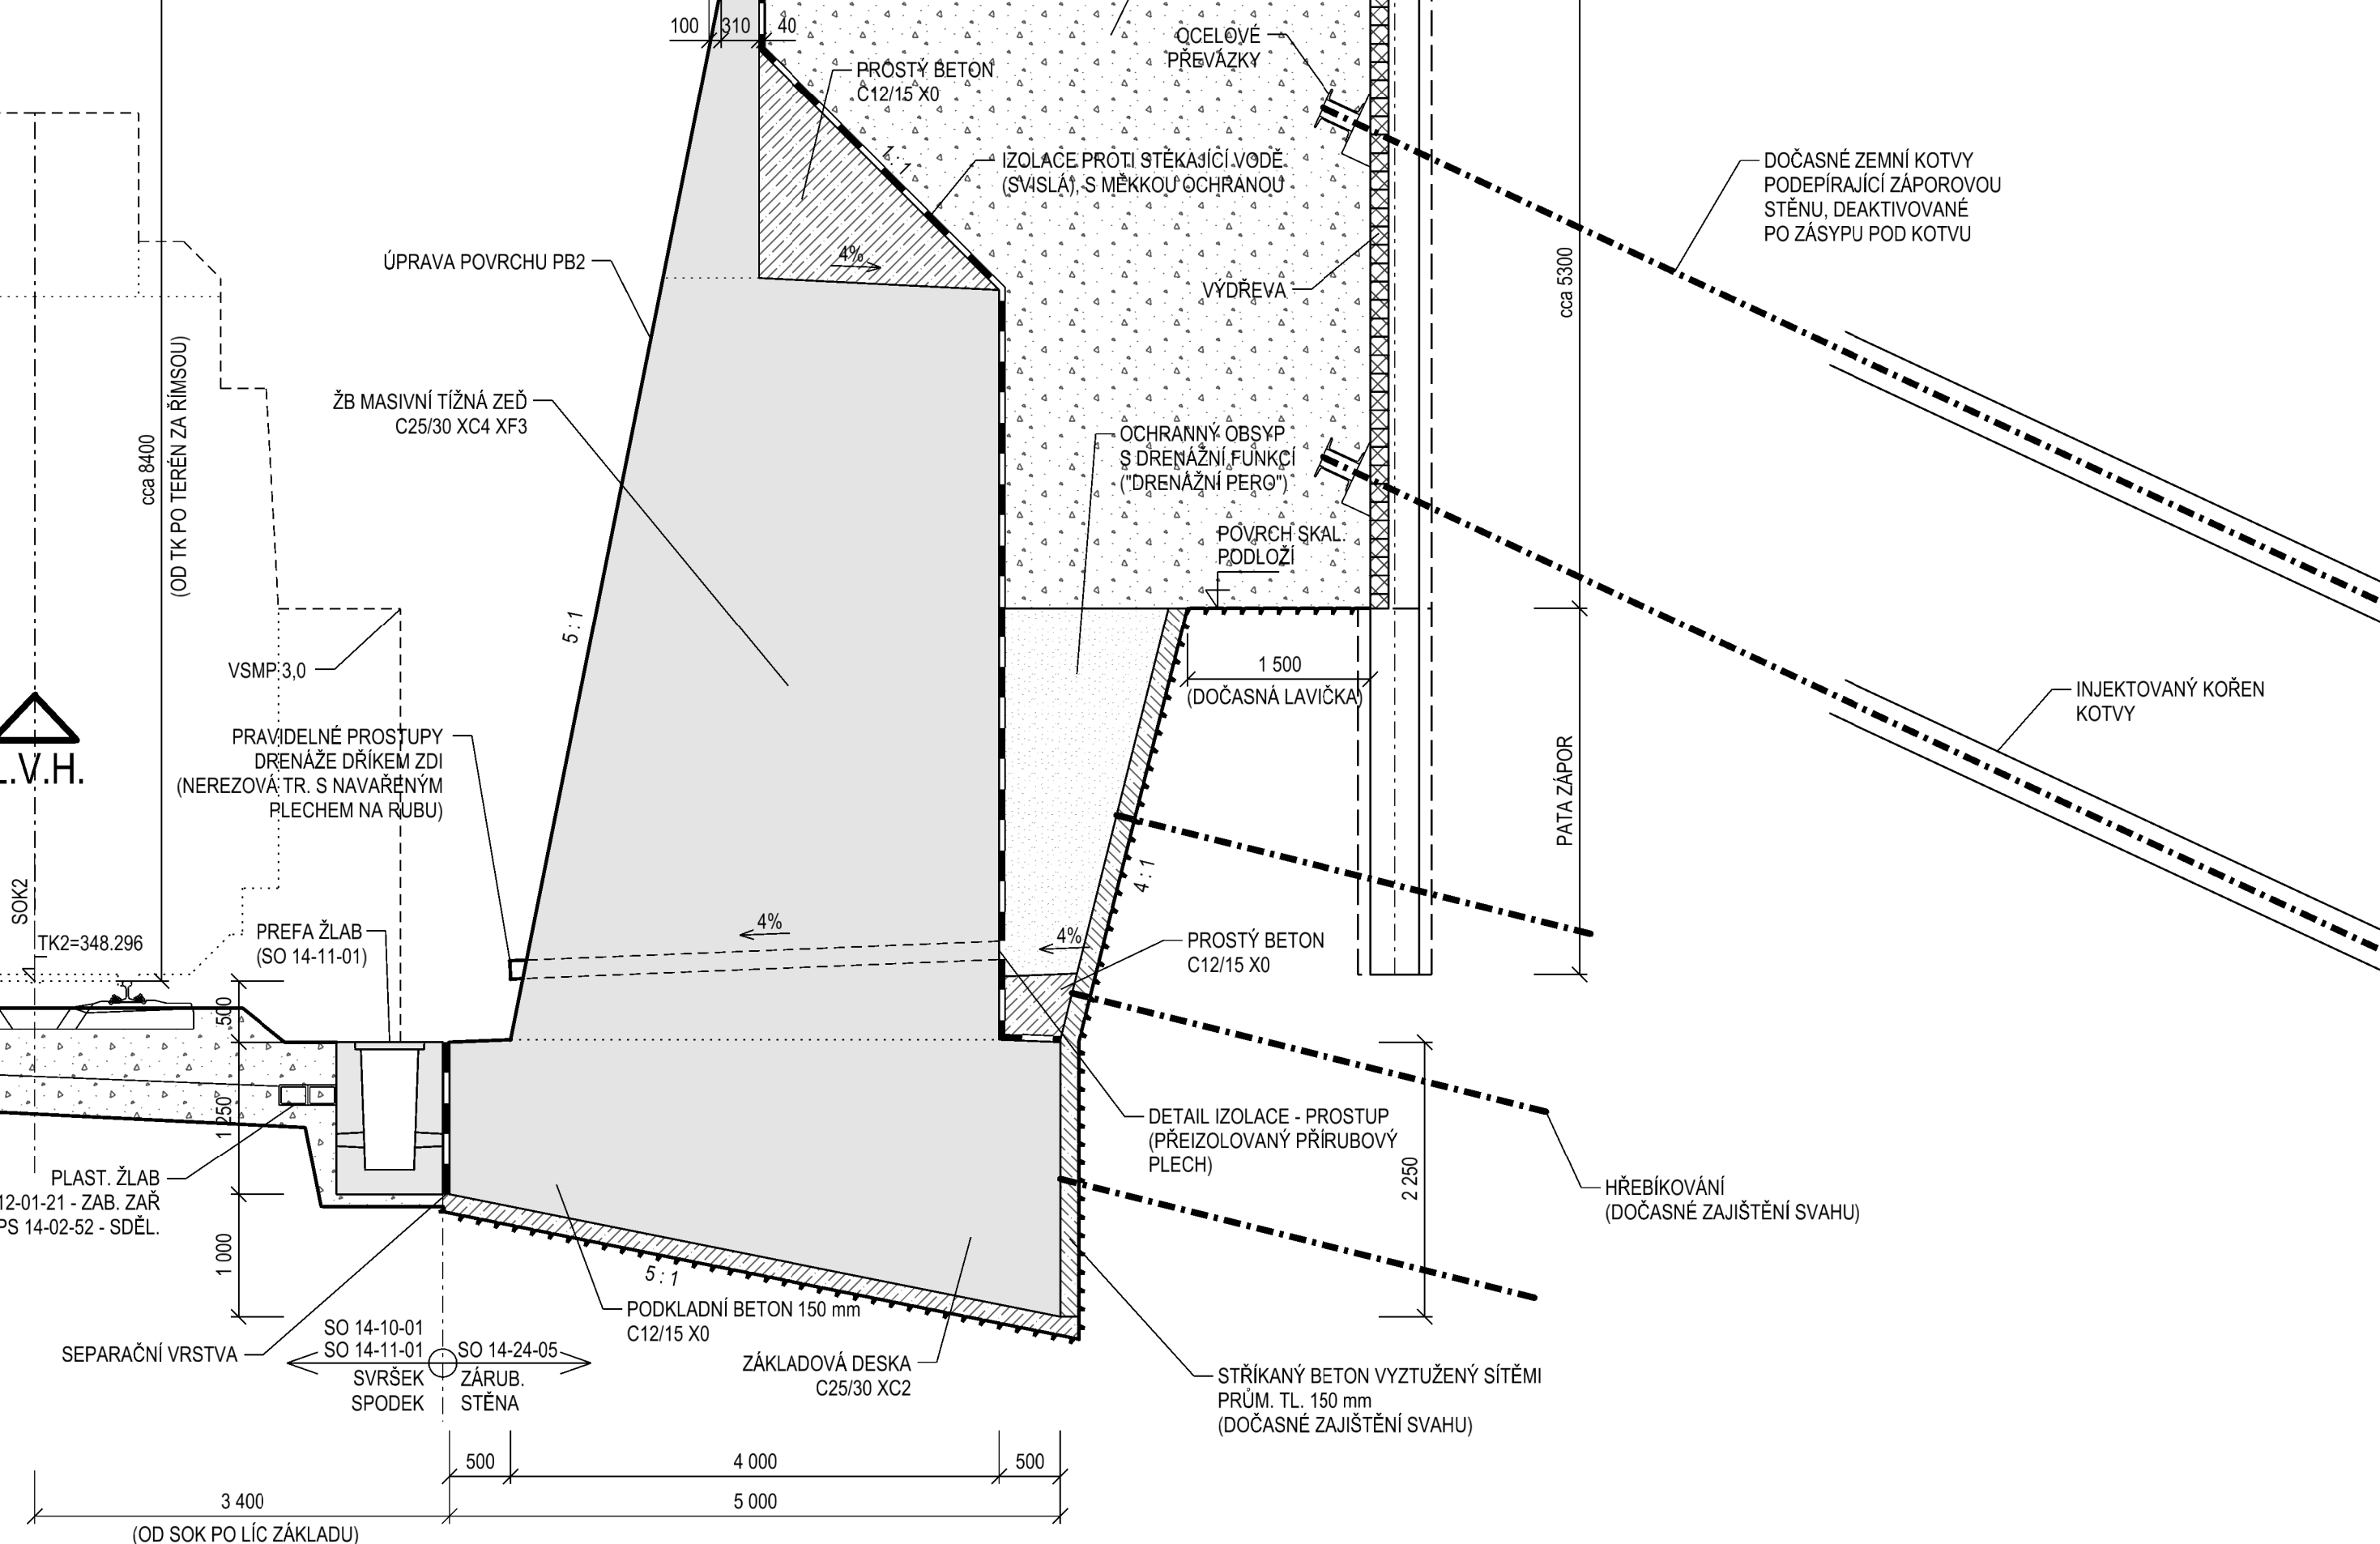 100
310
40
OCELOVÉ
PŘEVÁZKY
PROSTÝ BETON
C12/15 X0
1:1
IZOLACE PROTI STÉKAJÍCÍ VODĚ
(SVISLÁ), S MĚKKOU OCHRANOU
DOČASNÉ ZEMNÍ KOTVY
PODEPÍRAJÍCÍ ZÁPOROVOU
STĚNU, DEAKTIVOVANÉ
PO ZÁSYPU POD KOTVU
4%
ÚPRAVA POVRCHU PB2
VÝDŘEVA
cca 5300
ŽB MASIVNÍ TÍŽNÁ ZEĎ
C25/30 XC4 XF3
cca 8400
(OD TK PO TERÉN ZA ŘÍMSOU)
OCHRANNÝ OBSYP
S DRENÁŽNÍ FUNKCÍ
("DRENÁŽNÍ PERO")
POVRCH SKAL.
PODLOŽÍ
5 : 1
VSMP 3,0
1 500
(DOČASNÁ LAVIČKA)
INJEKTOVANÝ KOŘEN
KOTVY
PRAVIDELNÉ PROSTUPY
DRENÁŽE DŘÍKEM ZDI
(NEREZOVÁ TR. S NAVAŘENÝM
PLECHEM NA RUBU)
.V.H.
PATA ZÁPOR
4 : 1
SOK2
TK2=348.296
PREFA ŽLAB
(SO 14-11-01)
4%
4%
PROSTÝ BETON
C12/15 X0
500
1 250
1 000
DETAIL IZOLACE - PROSTUP
(PŘEIZOLOVANÝ PŘÍRUBOVÝ
PLECH)
2 250
PLAST. ŽLAB
12-01-21 - ZAB. ZAŘ
PS 14-02-52 - SDĚL.
HŘEBÍKOVÁNÍ
(DOČASNÉ ZAJIŠTĚNÍ SVAHU)
5 : 1
PODKLADNÍ BETON 150 mm
C12/15 X0
SEPARAČNÍ VRSTVA
SO 14-10-01
SO 14-11-01
SVRŠEK
SPODEK
SO 14-24-05
ZÁRUB.
STĚNA
ZÁKLADOVÁ DESKA
C25/30 XC2
STŘÍKANÝ BETON VYZTUŽENÝ SÍTĚMI
PRŮM. TL. 150 mm
(DOČASNÉ ZAJIŠTĚNÍ SVAHU)
500
4 000
500
3 400
5 000
(OD SOK PO LÍC ZÁKLADU)